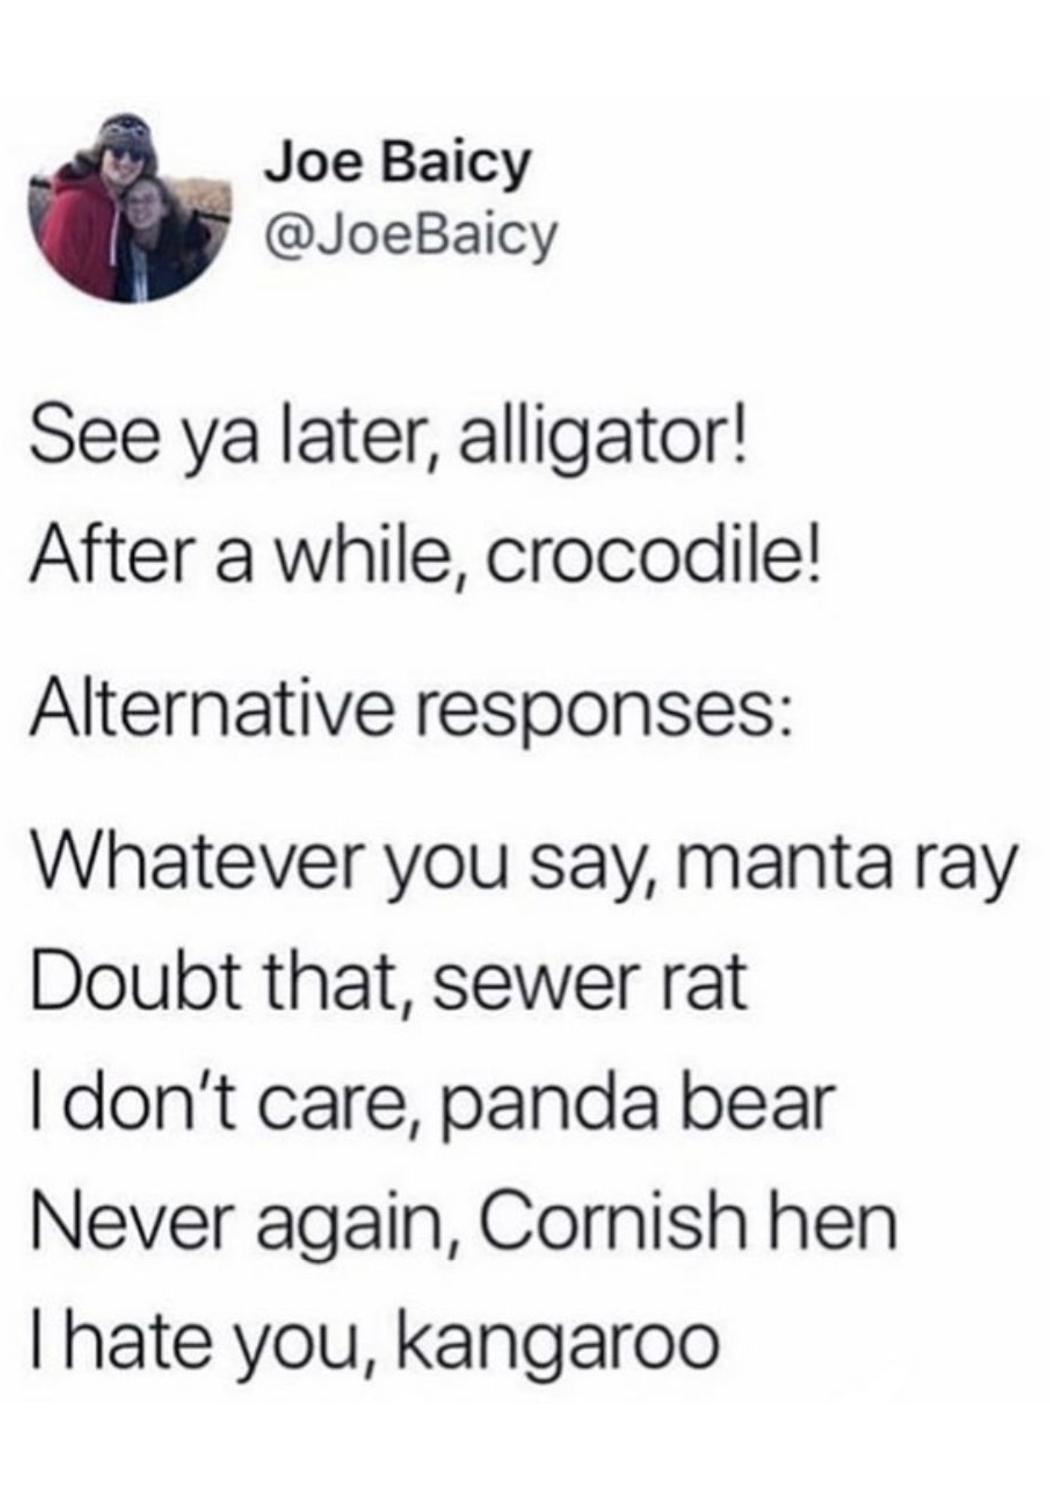 Joe Baicy
@JoeBaicy
See ya later, alligator!
After a while, crocodile!
Alternative responses:
Whatever you say, manta ray
Doubt that, sewer rat
I don't care, panda bear
Never again, Cornish hen
I hate you, kangaroo